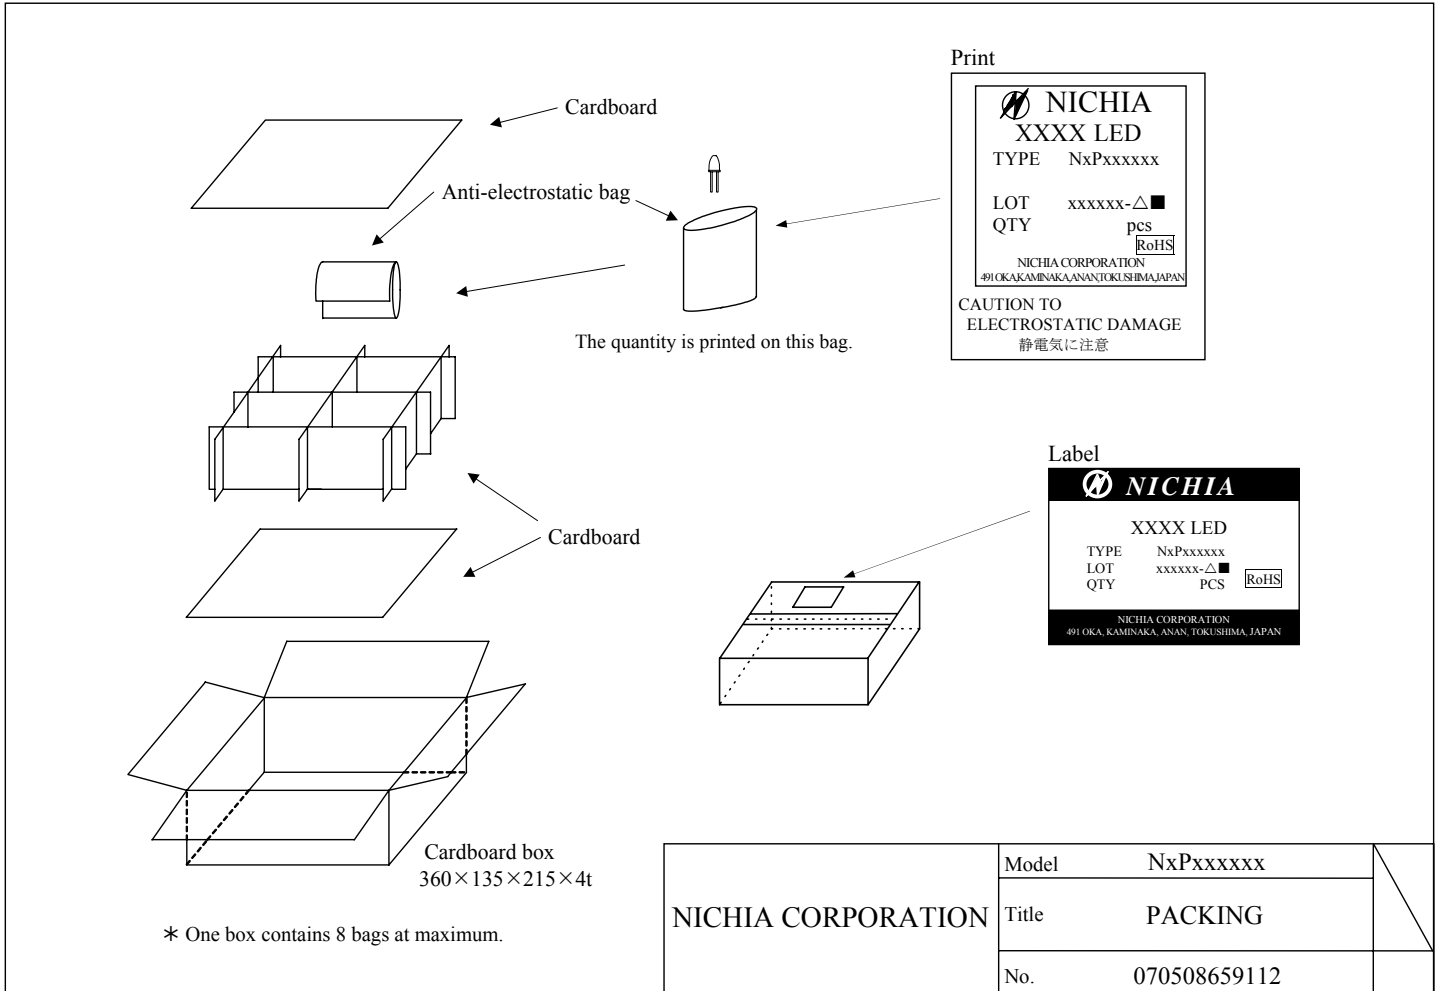 Print
NICHIA
XXXX LED
TYPE NxPxxxxxx
LOT xxxxxx-△■
QTY pcs
RoHS
NICHIA CORPORATION
491 OKA,KAMINAKA,ANAN,TOKUSHIMA,JAPAN
CAUTION TO
ELECTROSTATIC DAMAGE
静電気に注意
Cardboard
Anti-electrostatic bag
The quantity is printed on this bag.
Cardboard
Label
NICHIA
XXXX LED
TYPE NxPxxxxxx
LOT xxxxxx-△■
QTY PCS
RoHS
NICHIA CORPORATION
491 OKA, KAMINAKA, ANAN, TOKUSHIMA, JAPAN
Cardboard box
360×135×215×4t
＊ One box contains 8 bags at maximum.
NICHIA CORPORATION
Model NxPxxxxxx
Title PACKING
No. 070508659112